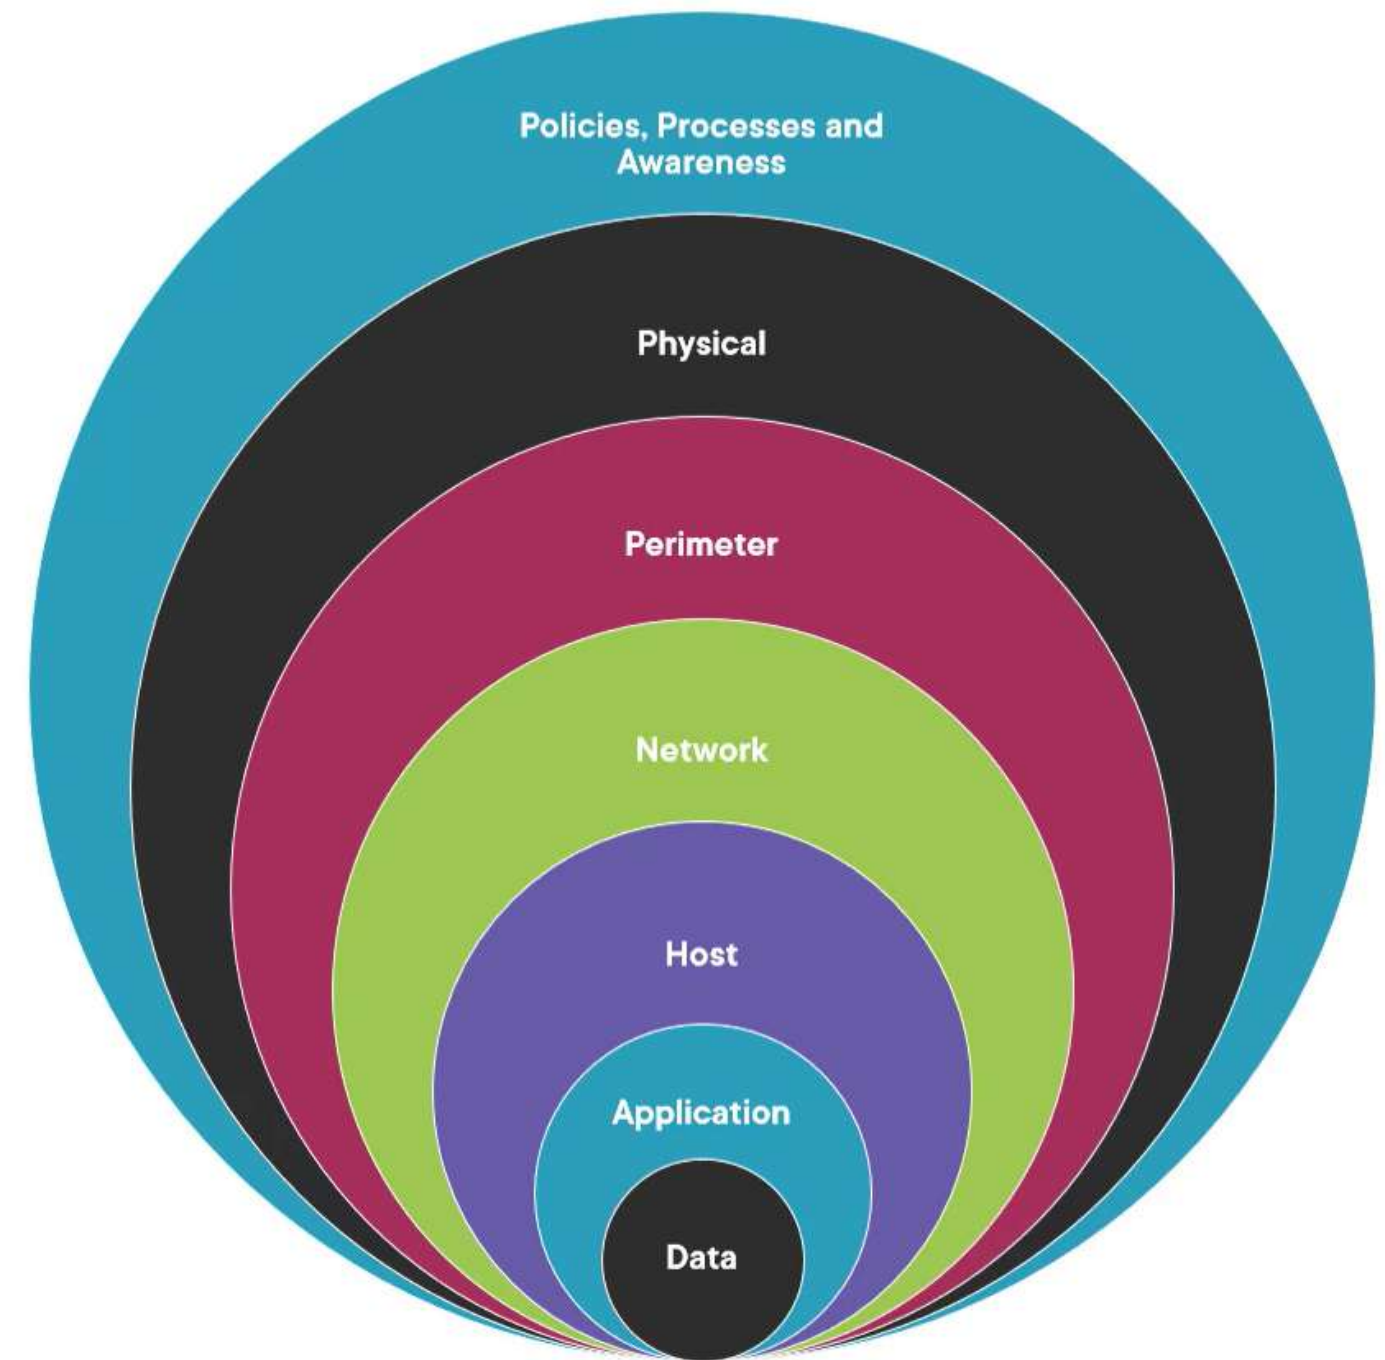 Policies, Processes and
Awareness
Physical
Perimeter
Network
Host
Application
Data